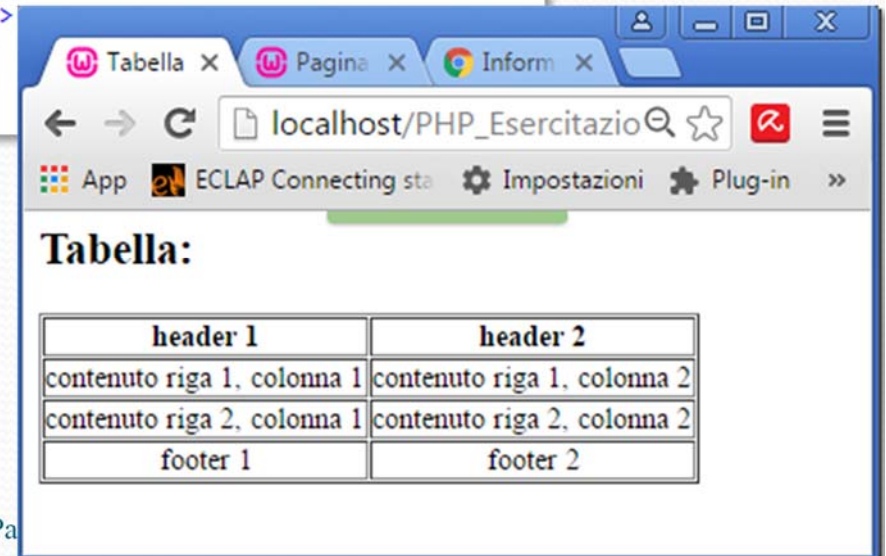 >
Tabella Pagina Inform
localhost/PHP_Esercitazio
App ECLAP Connecting sta Impostazioni Plug-in »
Tabella:
header 1 header 2
contenuto riga 1, colonna 1 contenuto riga 1, colonna 2
contenuto riga 2, colonna 1 contenuto riga 2, colonna 2
footer 1 footer 2
Pa